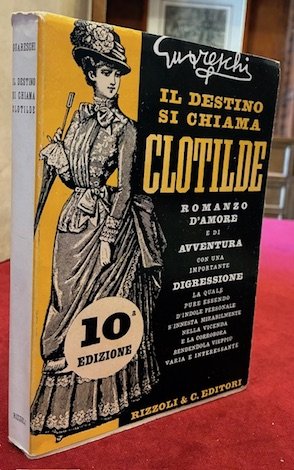 GUARESCHI
IL DESTINO
SI CHIAMA
CLOTILDE
RIZZOLI
Guareschi
IL DESTINO
SI CHIAMA
CLOTILDE
ROMANZO
D'AMORE
E DI
AVVENTURA
CON UNA
IMPORTANTE
DIGRESSIONE
LA QUALE
PURE ESSENDO
D'INDOLE PERSONALE
S'INNESTA MIRABILMENTE
NELLA VICENDA
E LA CORROBORA
RENDENDOLA VIEPPIÙ
VARIA E INTERESSANTE
10ª
EDIZIONE
RIZZOLI & C. EDITORI